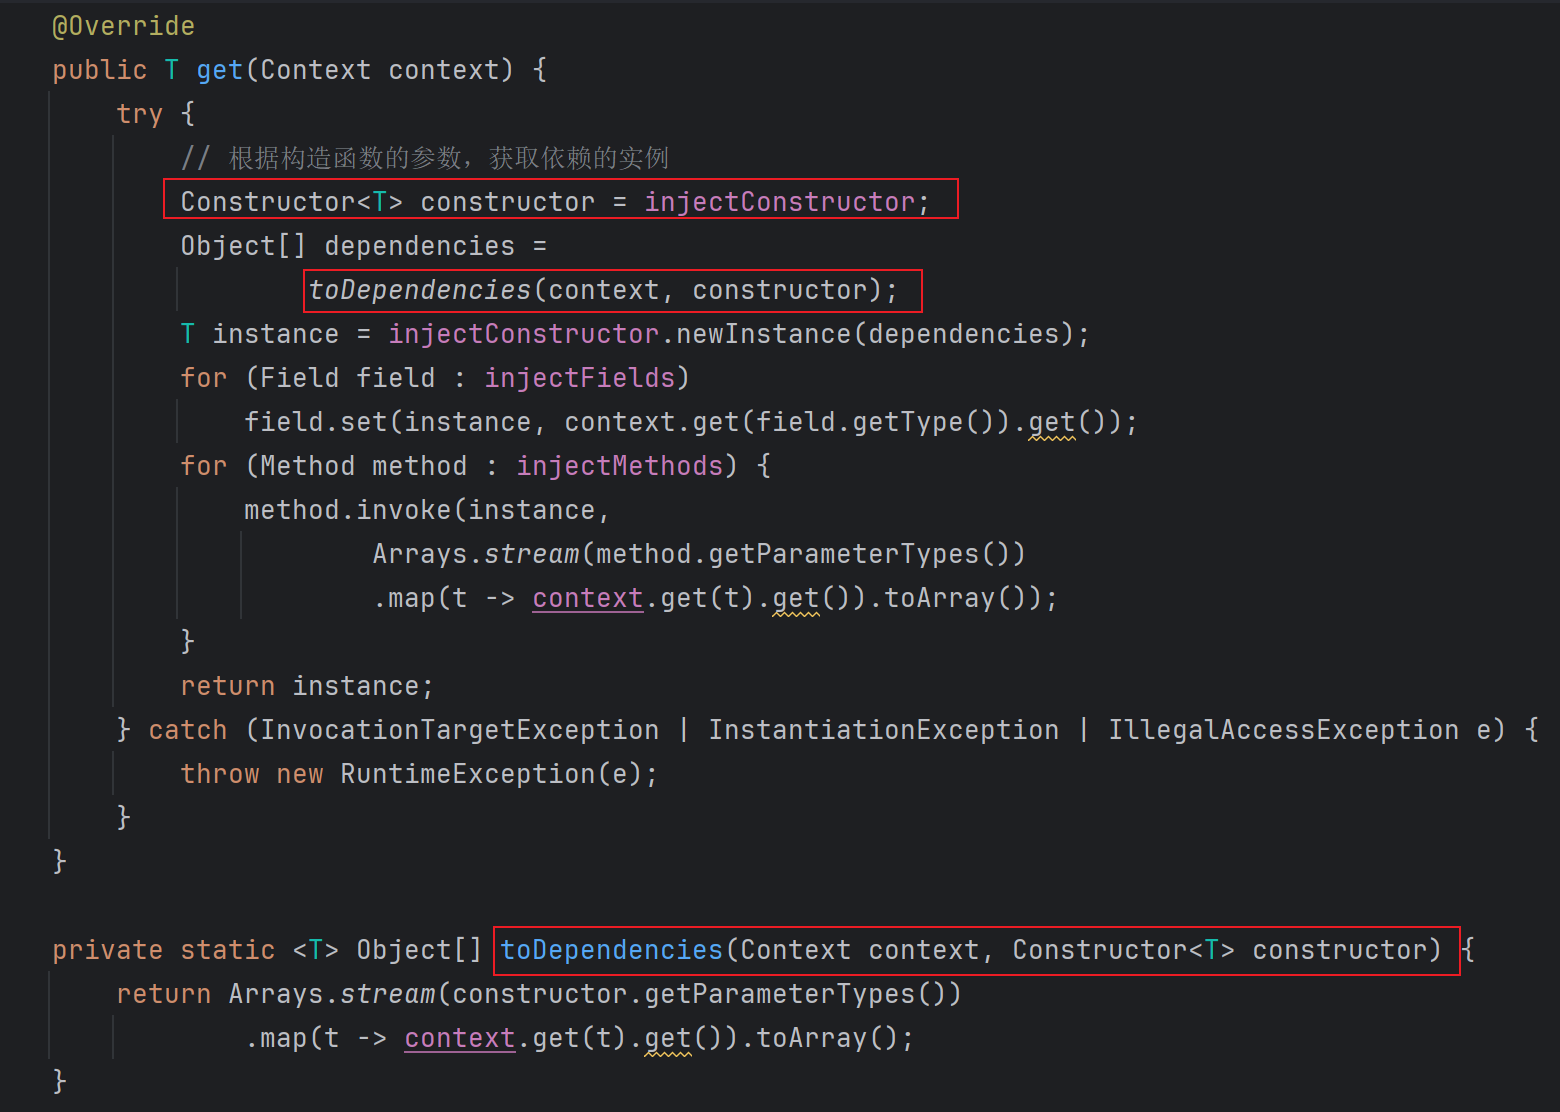 @Override
public T get(Context context) {
try {
// 根据构造函数的参数，获取依赖的实例
Constructor<T> constructor = injectConstructor;
Object[] dependencies =
toDependencies(context, constructor);
T instance = injectConstructor.newInstance(dependencies);
for (Field field : injectFields)
field.set(instance, context.get(field.getType()).get());
for (Method method : injectMethods) {
method.invoke(instance,
Arrays.stream(method.getParameterTypes())
.map(t -> context.get(t).get()).toArray());
}
return instance;
} catch (InvocationTargetException | InstantiationException | IllegalAccessException e) {
throw new RuntimeException(e);
}
}
private static <T> Object[] toDependencies(Context context, Constructor<T> constructor) {
return Arrays.stream(constructor.getParameterTypes())
.map(t -> context.get(t).get()).toArray();
}